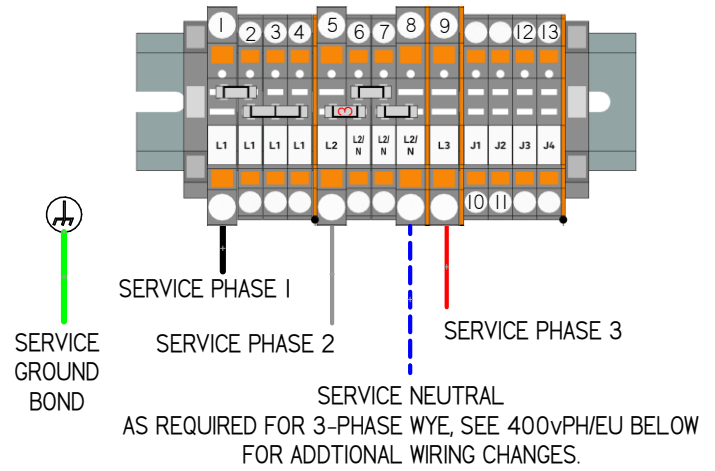 1 2 3 4 5 6 7 8 9 12 13
3
L1 L1 L1 L1 L2 L2/N L2/N L2/N L3 J1 J2 J3 J4
10 11
SERVICE PHASE 1
SERVICE PHASE 2
SERVICE PHASE 3
SERVICE
GROUND
BOND
SERVICE NEUTRAL
AS REQUIRED FOR 3-PHASE WYE, SEE 400vPH/EU BELOW
FOR ADDTIONAL WIRING CHANGES.